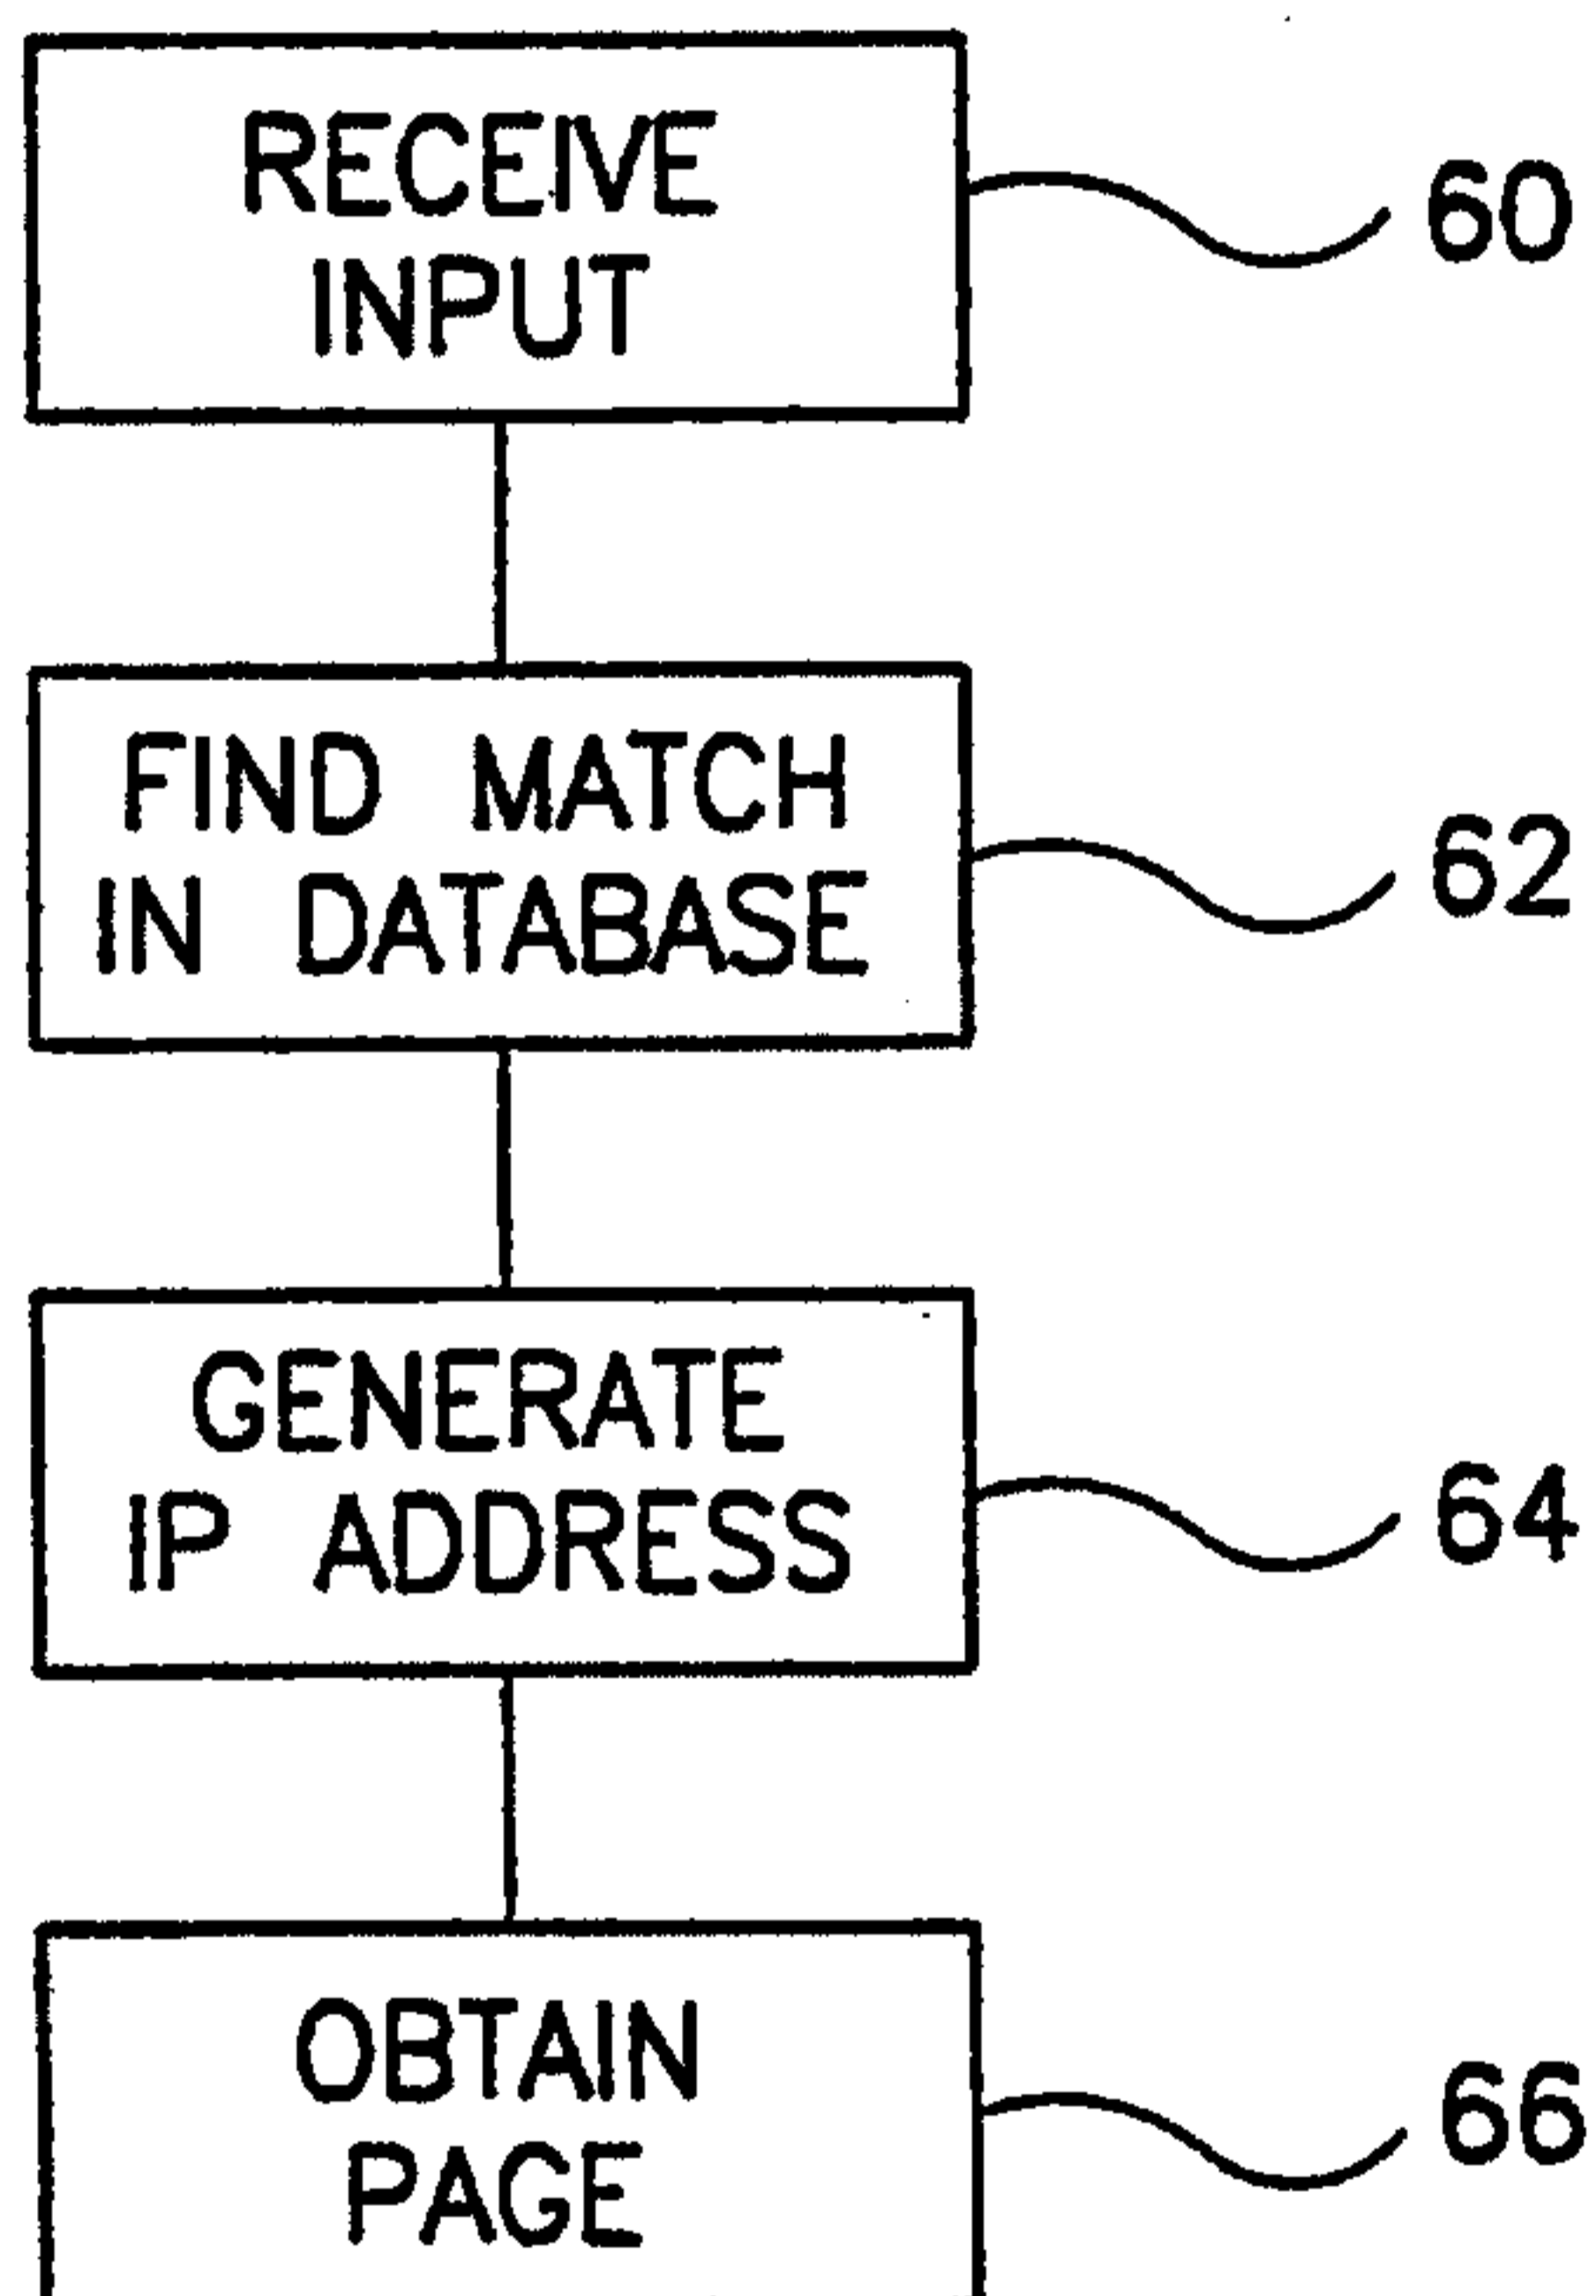 RECEIVE
INPUT
60
FIND MATCH
IN DATABASE
62
GENERATE
IP ADDRESS
64
OBTAIN
PAGE
66